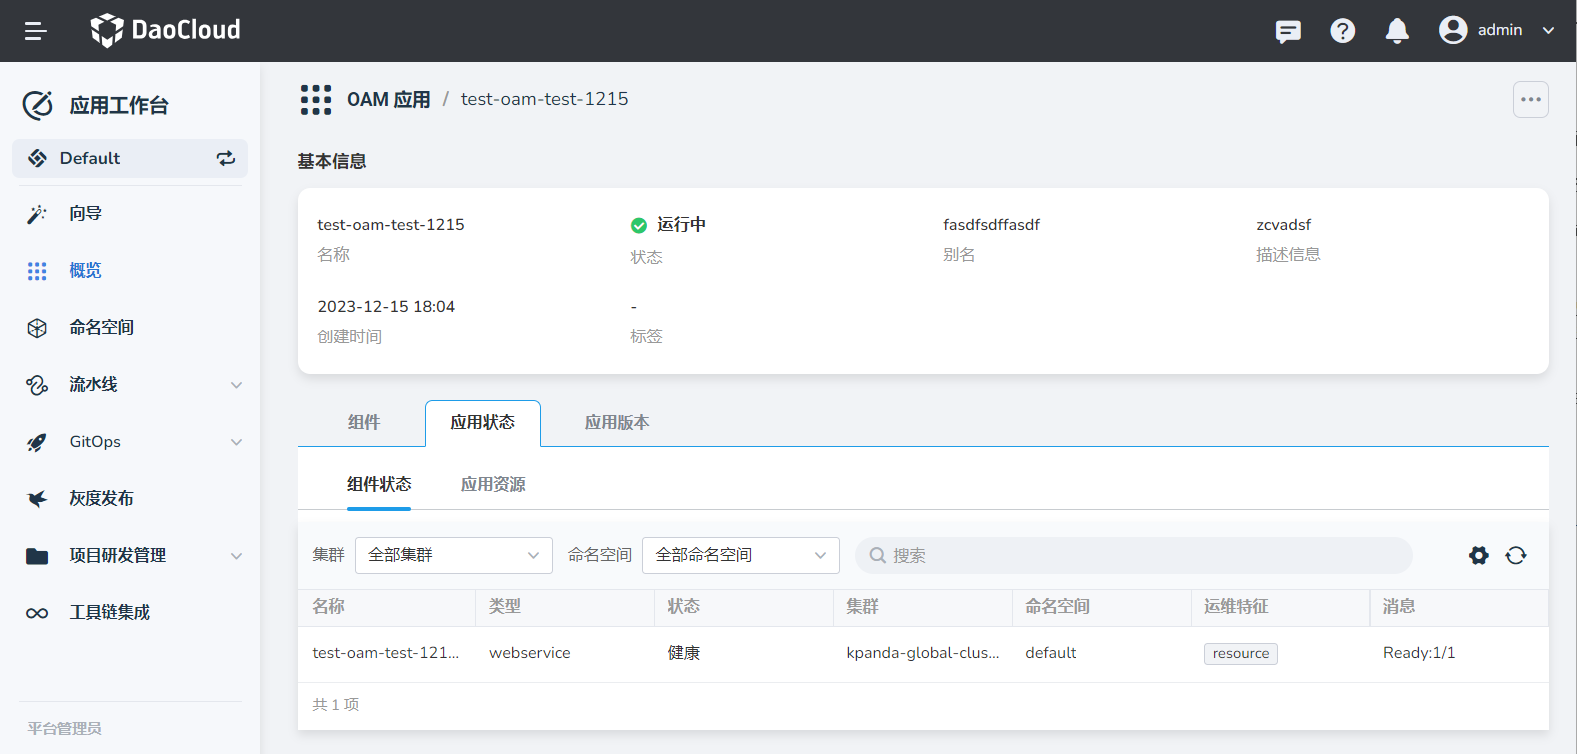 DaoCloud
admin
应用工作台
Default
向导
概览
命名空间
流水线
GitOps
灰度发布
项目研发管理
工具链集成
平台管理员
OAM 应用 / test-oam-test-1215
基本信息
test-oam-test-1215 运行中 fasdfsdffasdf zcvadsf
名称 状态 别名 描述信息
2023-12-15 18:04 -
创建时间 标签
组件 应用状态 应用版本
组件状态 应用资源
集群 全部集群 命名空间 全部命名空间 搜索
名称 类型 状态 集群 命名空间 运维特征 消息
test-oam-test-121... webservice 健康 kpanda-global-clus... default resource Ready:1/1
共 1 项